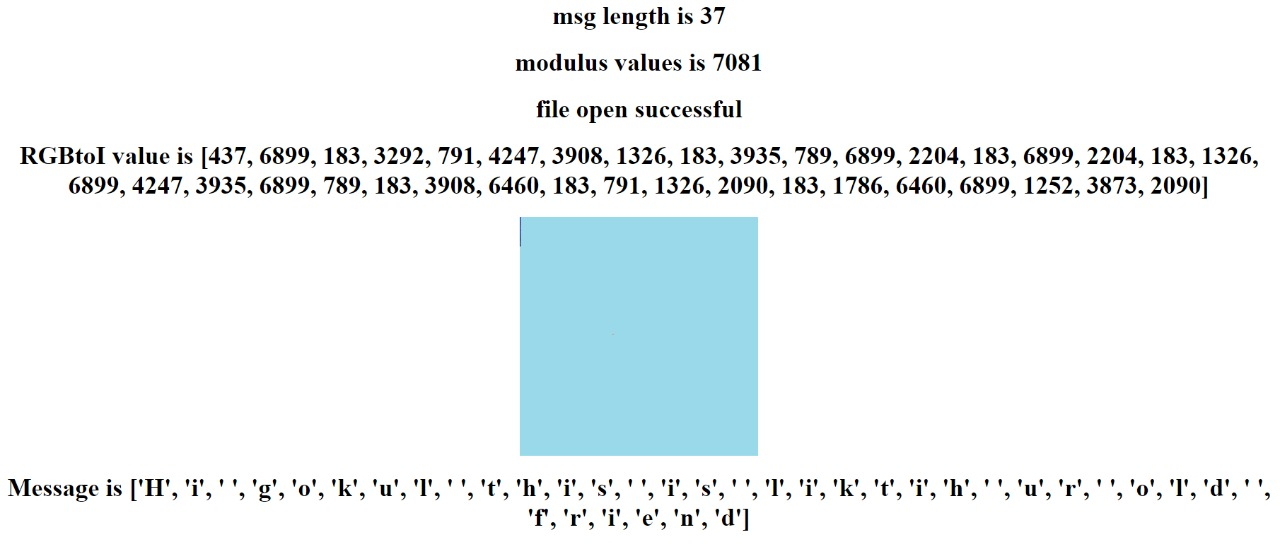 msg length is 37
modulus values is 7081
file open successful
RGBtoI value is [437, 6899, 183, 3292, 791, 4247, 3908, 1326, 183, 3935, 789, 6899, 2204, 183, 6899, 2204, 183, 1326,
6899, 4247, 3935, 6899, 789, 183, 3908, 6460, 183, 791, 1326, 2090, 183, 1786, 6460, 6899, 1252, 3873, 2090]
Message is ['H', 'i', ' ', 'g', 'o', 'k', 'u', 'l', ' ', 't', 'h', 'i', 's', ' ', 'i', 's', ' ', 'l', 'i', 'k', 't', 'i', 'h', ' ', 'u', 'r', ' ', 'o', 'l', 'd', ' ',
'f', 'r', 'i', 'e', 'n', 'd']